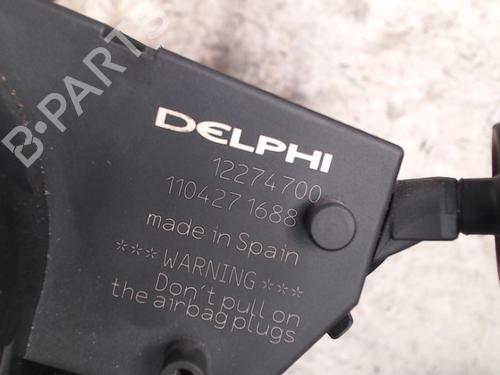 B-PARTS
DELPHI
12274700
1104271688
made in Spain
*** WARNING ***
Don't pull on
the airbag plugs